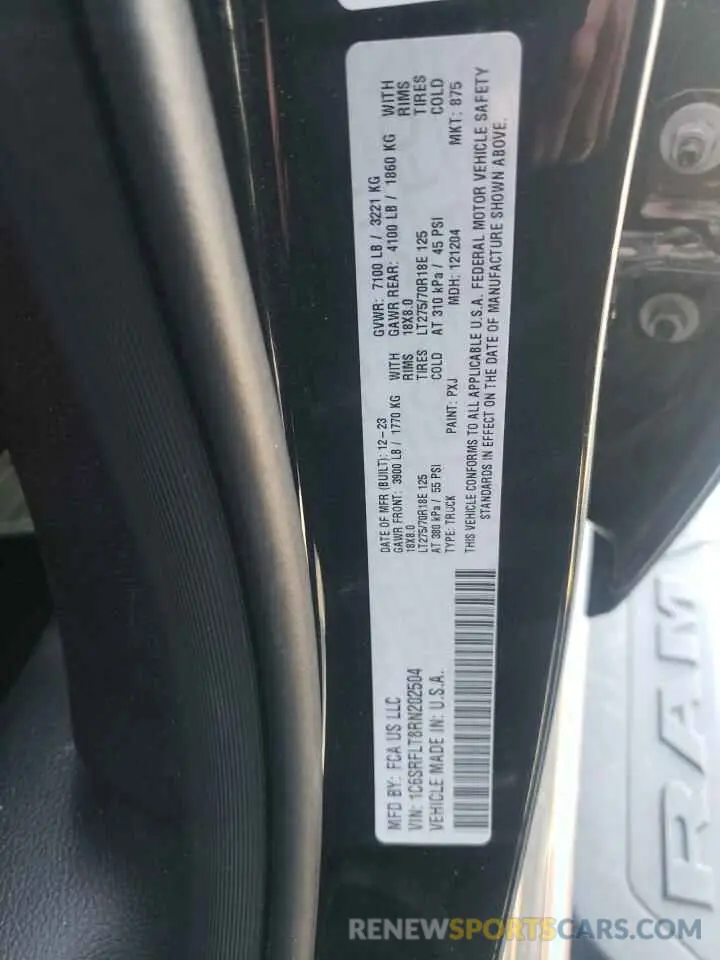 MFD BY: FCA US LLC
VIN: 1C6SRFLT8RN202504
VEHICLE MADE IN: U.S.A.
DATE OF MFR (BUILT): 12-23
GVWR: 7100 LB / 3221 KG
GAWR FRONT: 3900 LB / 1770 KG WITH
GAWR REAR: 4100 LB / 1860 KG WITH
18X8.0 RIMS
18X8.0 RIMS
LT275/70R18E 125 TIRES
LT275/70R18E 125 TIRES
AT 380 kPa / 55 PSI COLD
AT 310 kPa / 45 PSI COLD
TYPE: TRUCK PAINT: PXJ MDH: 121204 MKT: 875
THIS VEHICLE CONFORMS TO ALL APPLICABLE U.S.A. FEDERAL MOTOR VEHICLE SAFETY
STANDARDS IN EFFECT ON THE DATE OF MANUFACTURE SHOWN ABOVE.
RAM
RENEWSPORTSCARS.COM